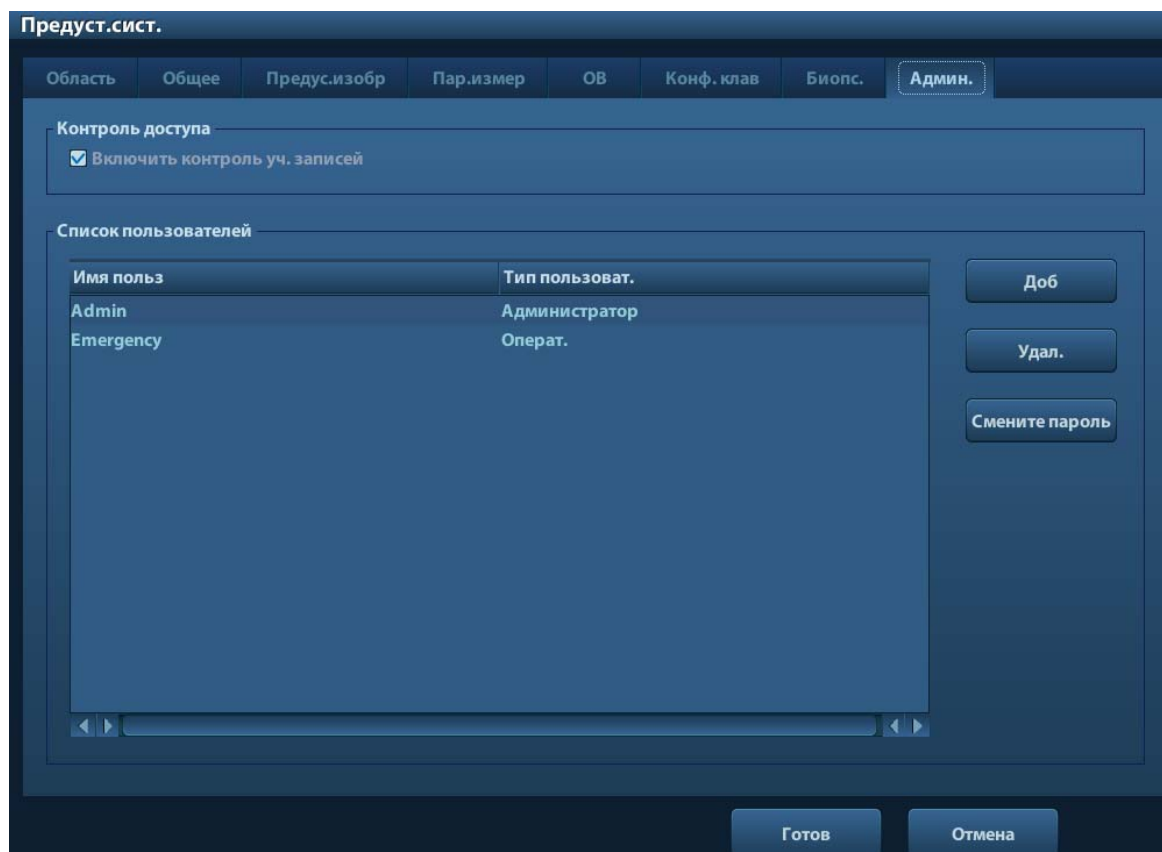 Предуст.сист.
Область Общее Предус.изобр Пар.измер ОВ Конф. клав Биопс. Админ.
Контроль доступа
Включить контроль уч. записей
Список пользователей
Имя польз Тип пользоват.
Admin Администратор
Emergency Операт.
Доб
Удал.
Смените пароль
Готов Отмена